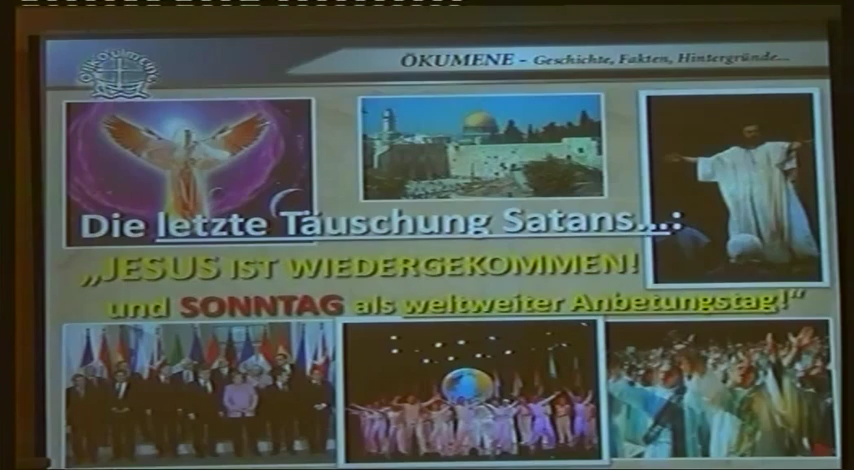 ÖKUMENE - Geschichte, Fakten, Hintergründe...
Die letzte Täuschung Satans...:
„JESUS IST WIEDERGEKOMMEN!
und SONNTAG als weltweiter Anbetungstag!“